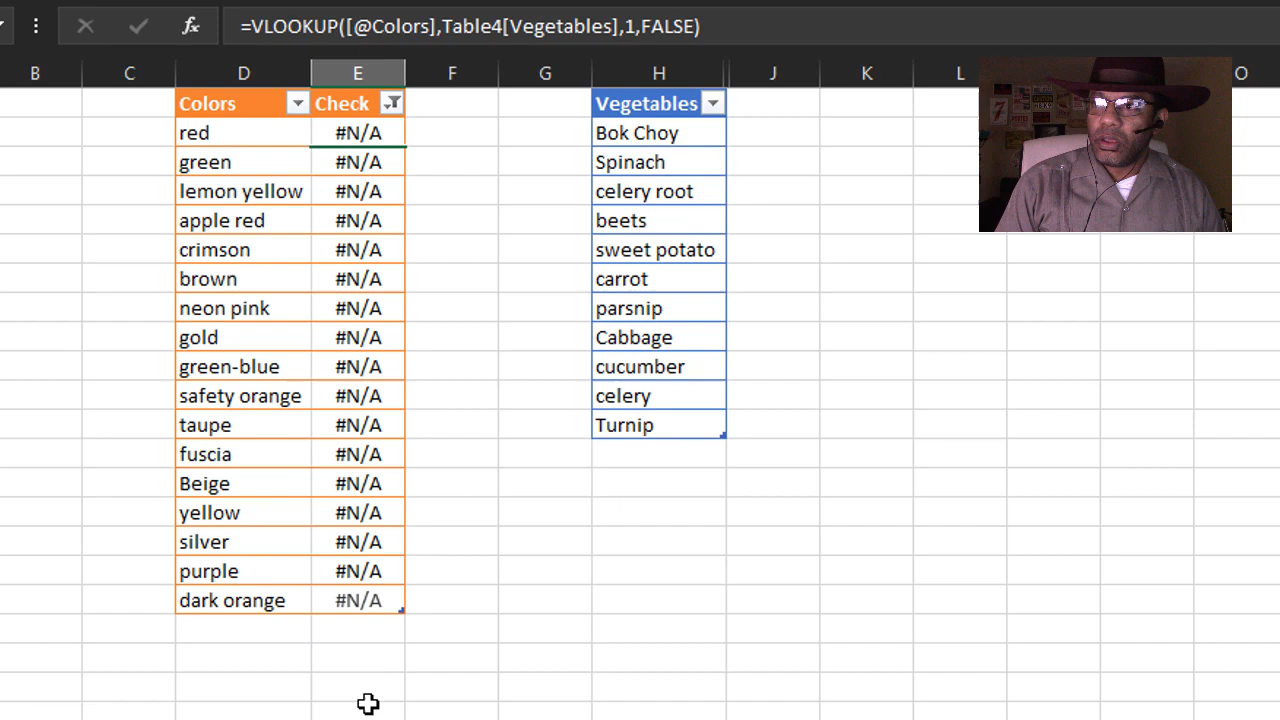 =VLOOKUP([@Colors],Table4[Vegetables],1,FALSE)
B C D E F G H J K L O
Colors Check Vegetables
red #N/A Bok Choy
green #N/A Spinach
lemon yellow #N/A celery root
apple red #N/A beets
crimson #N/A sweet potato
brown #N/A carrot
neon pink #N/A parsnip
gold #N/A Cabbage
green-blue #N/A cucumber
safety orange #N/A celery
taupe #N/A Turnip
fuscia #N/A
Beige #N/A
yellow #N/A
silver #N/A
purple #N/A
dark orange #N/A